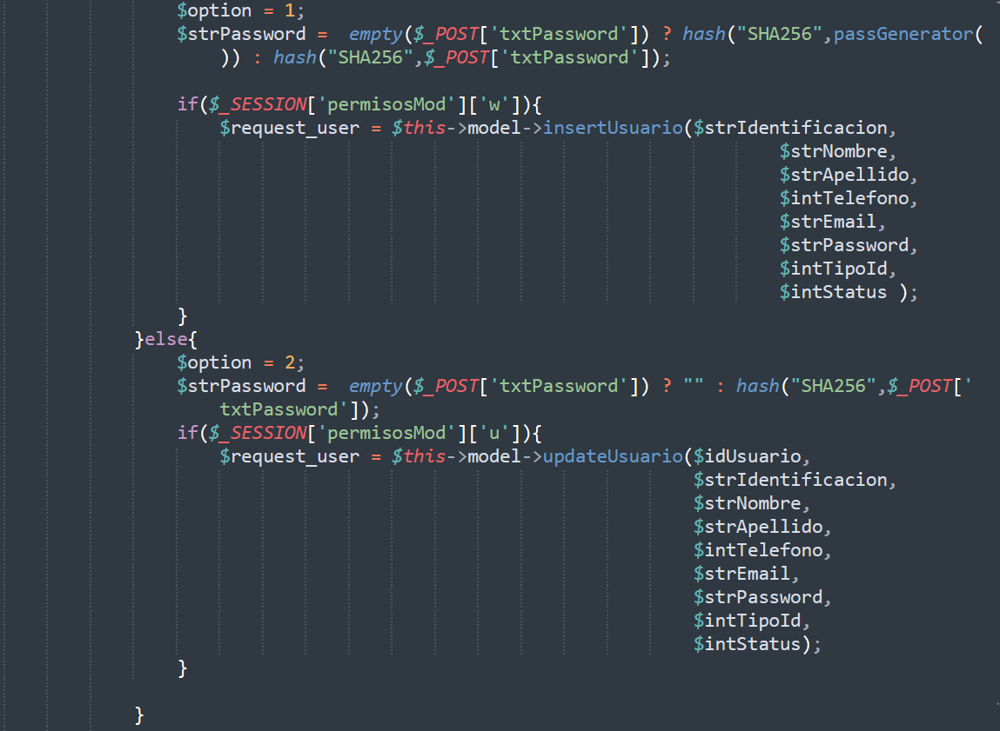 $option = 1;
$strPassword =  empty($_POST['txtPassword']) ? hash("SHA256",passGenerator(
)) : hash("SHA256",$_POST['txtPassword']);
if($_SESSION['permisosMod']['w']){
$request_user = $this->model->insertUsuario($strIdentificacion,
$strNombre,
$strApellido,
$intTelefono,
$strEmail,
$strPassword,
$intTipoId,
$intStatus );
}
}else{
$option = 2;
$strPassword =  empty($_POST['txtPassword']) ? "" : hash("SHA256",$_POST['
txtPassword']);
if($_SESSION['permisosMod']['u']){
$request_user = $this->model->updateUsuario($idUsuario,
$strIdentificacion,
$strNombre,
$strApellido,
$intTelefono,
$strEmail,
$strPassword,
$intTipoId,
$intStatus);
}
}